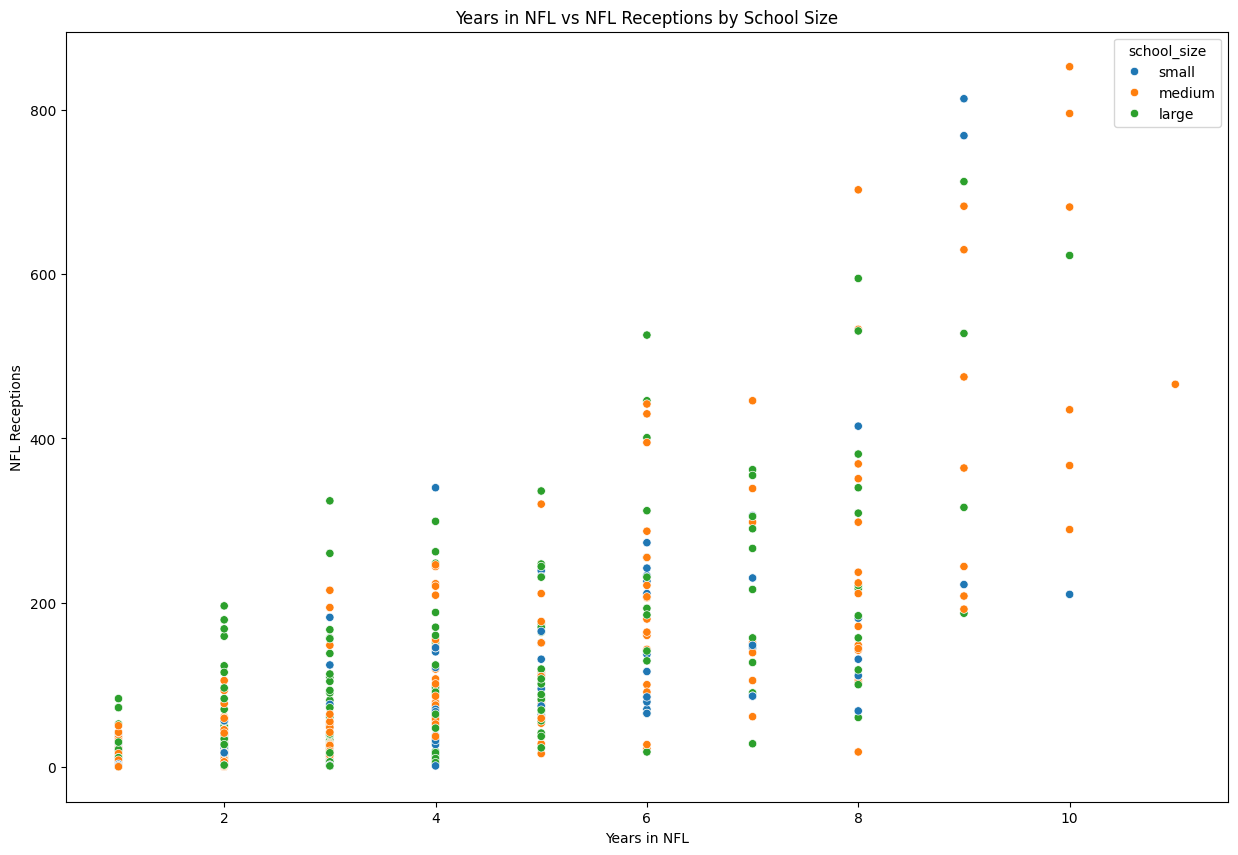 Years in NFL vs NFL Receptions by School Size
school_size
small
medium
large
800
600
400
200
0
NFL Receptions
2 4 6 8 10
Years in NFL